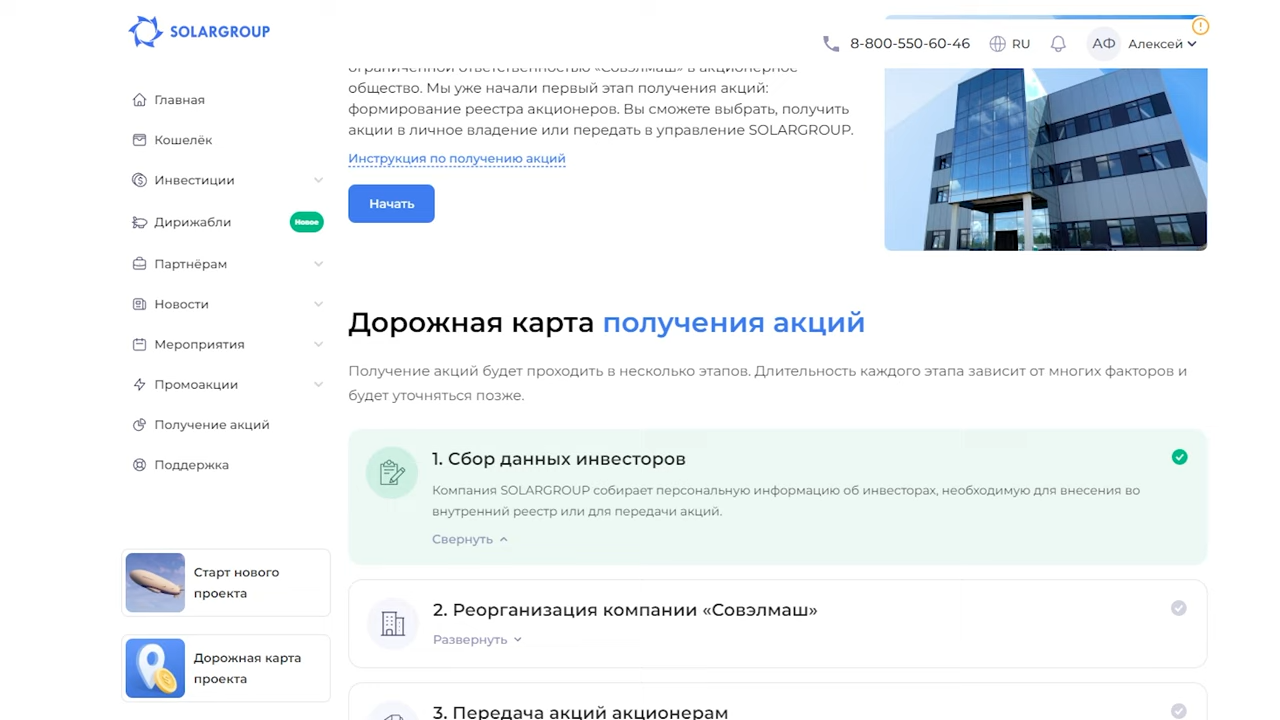 SOLARGROUP
8-800-550-60-46
RU
АФ
Алексей
Главная
Кошелёк
Инвестиции
Дирижабли
Новое
Партнёрам
Новости
Мероприятия
Промоакции
Получение акций
Поддержка
Старт нового
проекта
Дорожная карта
проекта
ограниченной ответственностью «Совэлмаш» в акционерное
общество. Мы уже начали первый этап получения акций:
формирование реестра акционеров. Вы сможете выбрать, получить
акции в личное владение или передать в управление SOLARGROUP.
Инструкция по получению акций
Начать
Дорожная карта получения акций
Получение акций будет проходить в несколько этапов. Длительность каждого этапа зависит от многих факторов и
будет уточняться позже.
1. Сбор данных инвесторов
Компания SOLARGROUP собирает персональную информацию об инвесторах, необходимую для внесения во
внутренний реестр или для передачи акций.
Свернуть
2. Реорганизация компании «Совэлмаш»
Развернуть
3. Передача акций акционерам